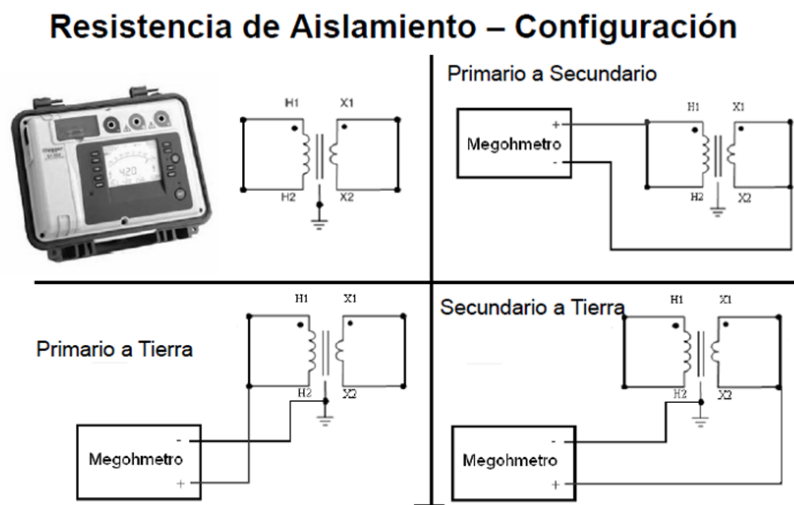 Resistencia de Aislamiento – Configuración
H1 X1
H2 X2
420
Primario a Secundario
Megohmetro
+
-
H1 X1
H2 X2
Primario a Tierra
H1 X1
H2 X2
Megohmetro
-
+
Secundario a Tierra
H1 X1
H2 X2
Megohmetro
-
+